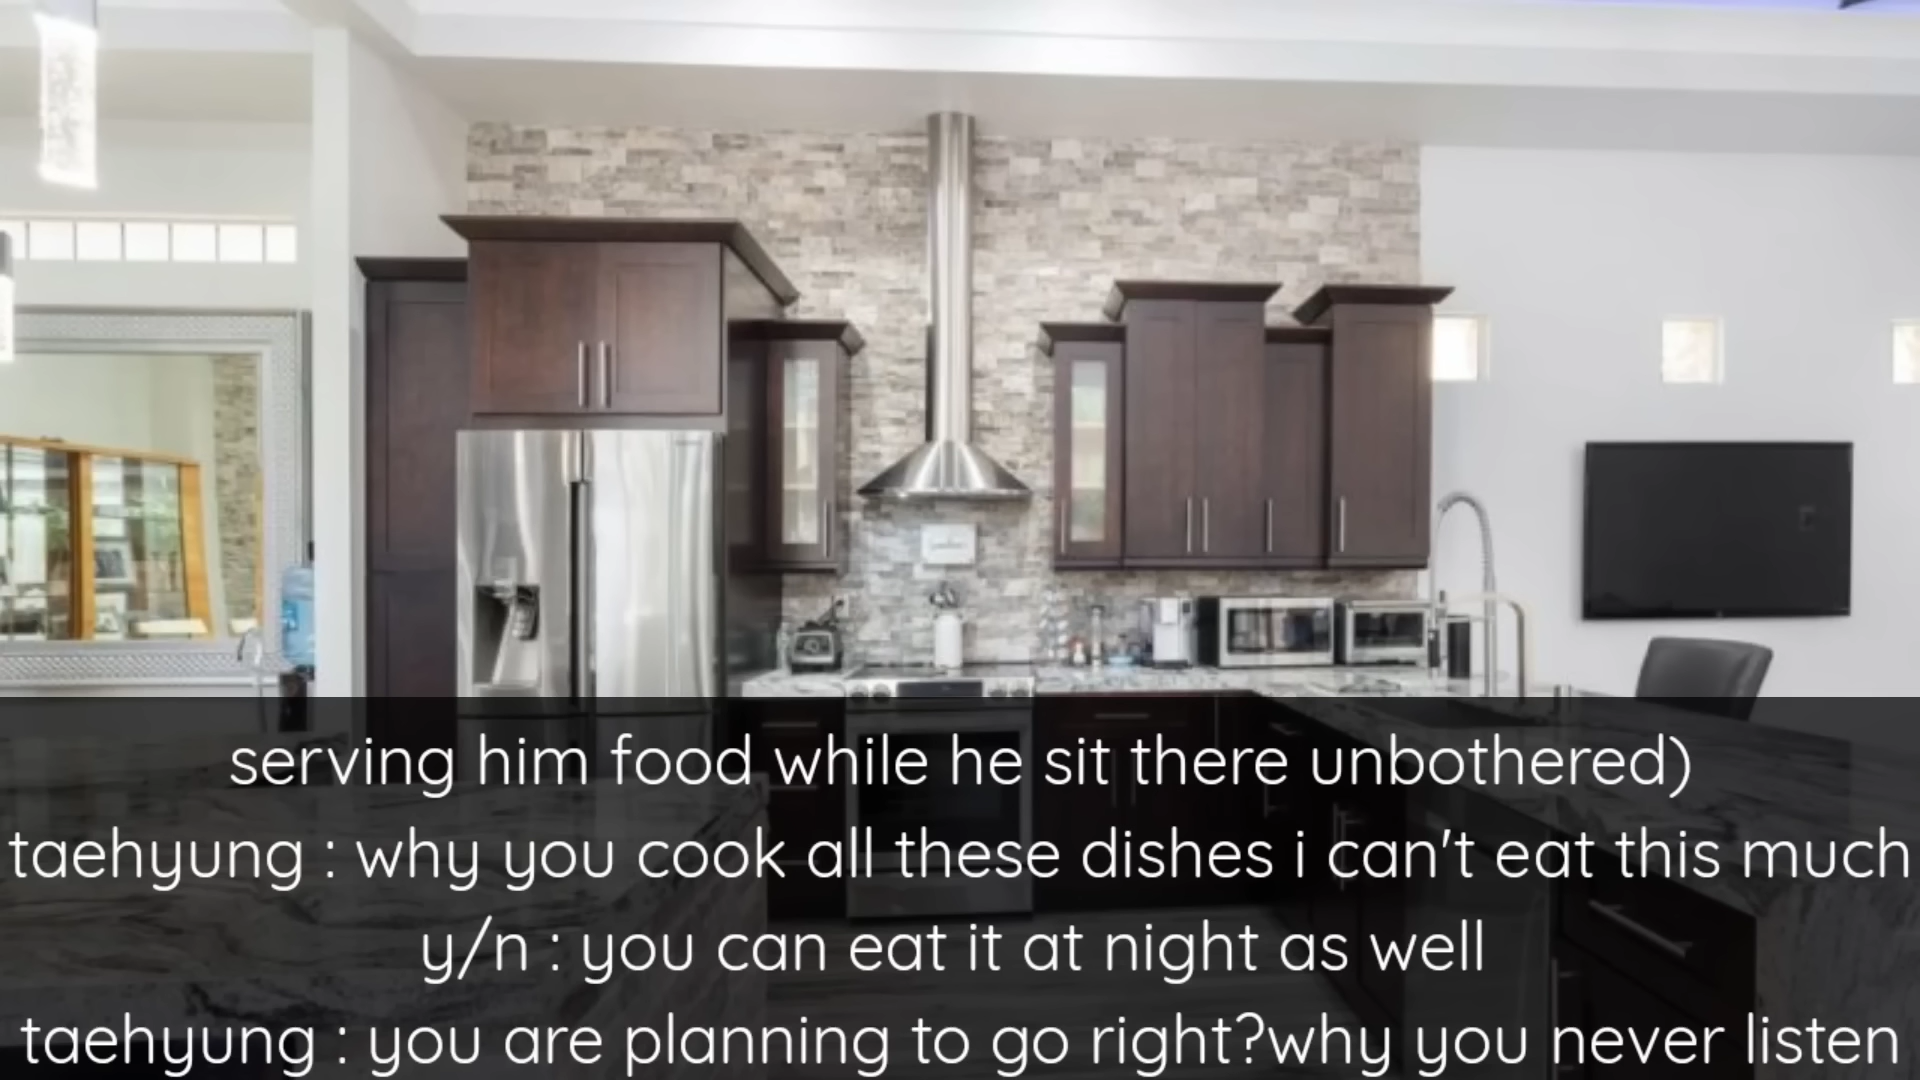 serving him food while he sit there unbothered)
taehyung : why you cook all these dishes i can't eat this much
y/n : you can eat it at night as well
taehyung : you are planning to go right?why you never listen